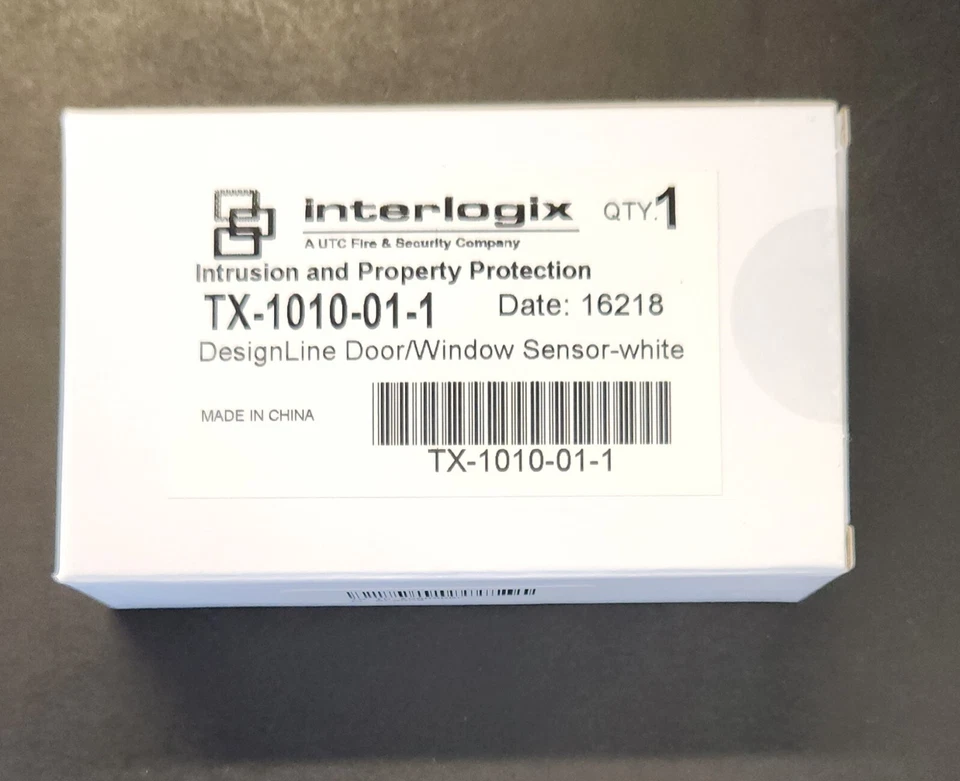 interlogix QTY.1
A UTC Fire & Security Company
Intrusion and Property Protection
TX-1010-01-1 Date: 16218
DesignLine Door/Window Sensor-white
MADE IN CHINA
TX-1010-01-1